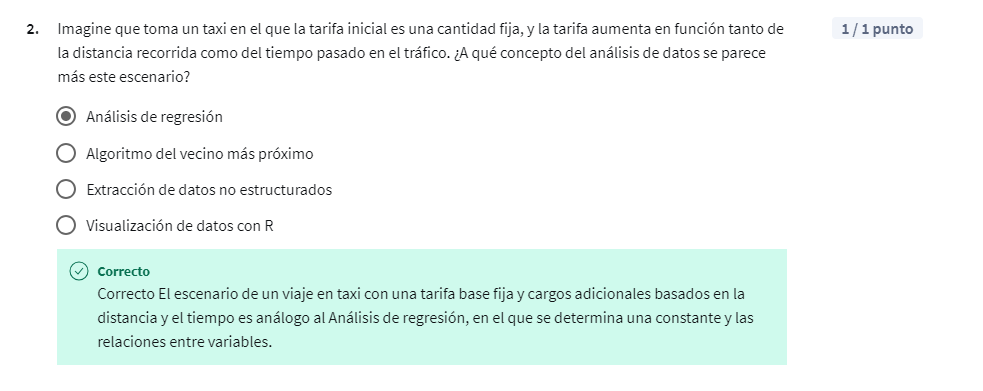 2. Imagine que toma un taxi en el que la tarifa inicial es una cantidad fija, y la tarifa aumenta en función tanto de
1 / 1 punto
la distancia recorrida como del tiempo pasado en el tráfico. ¿A qué concepto del análisis de datos se parece
más este escenario?
Análisis de regresión
Algoritmo del vecino más próximo
Extracción de datos no estructurados
Visualización de datos con R
Correcto
Correcto El escenario de un viaje en taxi con una tarifa base fija y cargos adicionales basados en la
distancia y el tiempo es análogo al Análisis de regresión, en el que se determina una constante y las
relaciones entre variables.